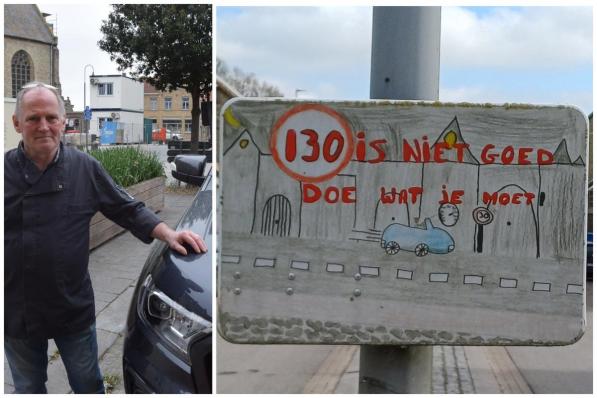 130 IS NIET GOED
DOE WAT JE MOET
30